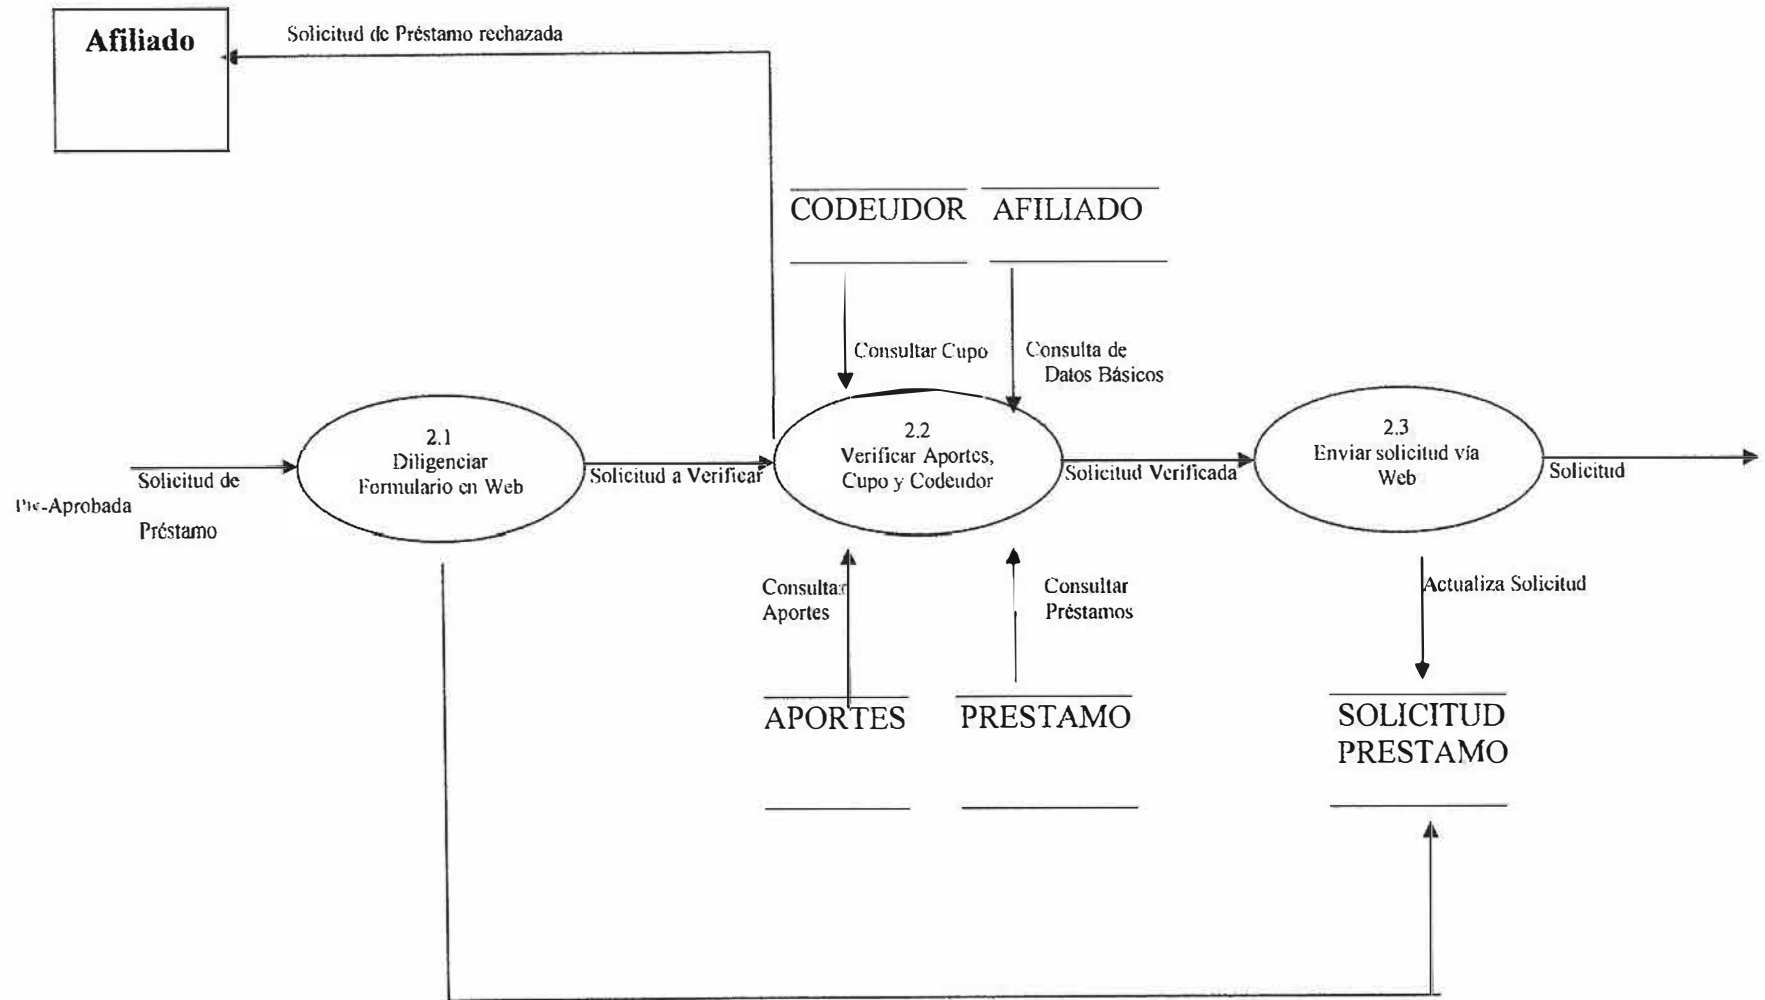 Afiliado
Solicitud de Préstamo rechazada
CODEUDOR
AFILIADO
Consultar Cupo
Consulta de
Datos Básicos
2.1
Diligenciar
Formulario en Web
2.2
Verificar Aportes,
Cupo y Codeudor
2.3
Enviar solicitud vía
Web
Solicitud de
Préstamo
Solicitud a Verificar
Solicitud Verificada
Solicitud
Pre-Aprobada
Consultar
Aportes
Consultar
Préstamos
Actualiza Solicitud
APORTES
PRESTAMO
SOLICITUD
PRESTAMO